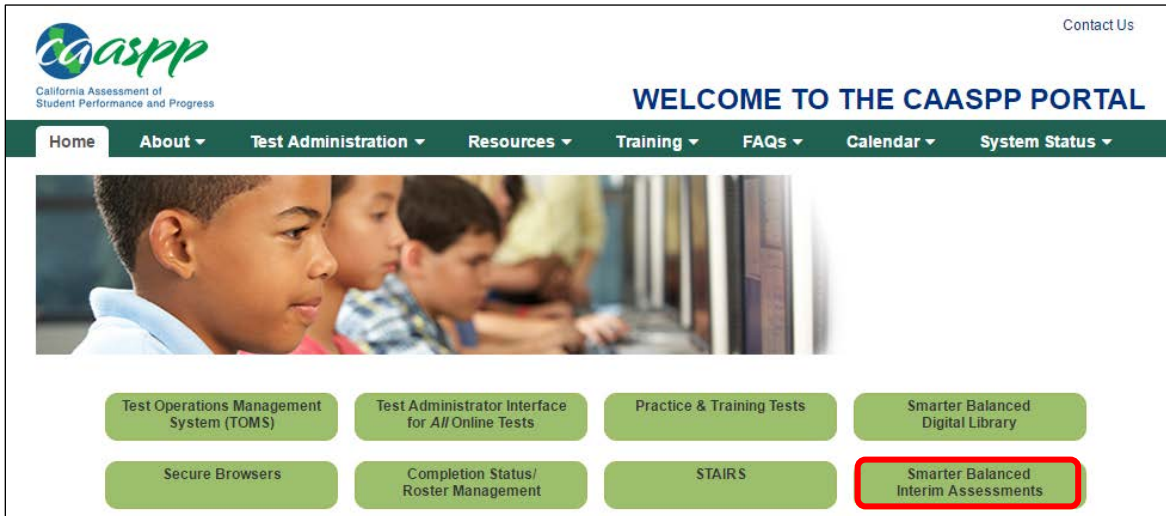 Contact Us
caaspp
California Assessment of
Student Performance and Progress
WELCOME TO THE CAASPP PORTAL
Home About Test Administration Resources Training FAQs Calendar System Status
Test Operations Management
System (TOMS)
Test Administrator Interface
for All Online Tests
Practice & Training Tests
Smarter Balanced
Digital Library
Secure Browsers
Completion Status/
Roster Management
STAIRS
Smarter Balanced
Interim Assessments